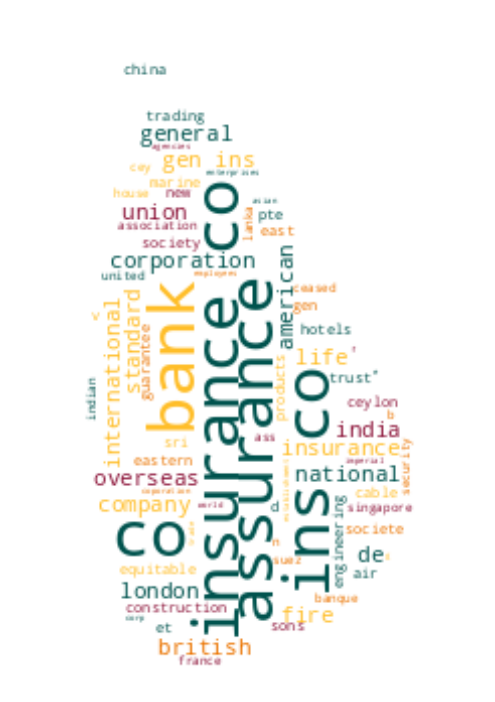 china
trading
general
agencies
gen ins
enterprises
cey
marine
house
new
co
asian
union
pte
association
lanka
east
society
corporation
american
united
employees
bank
insurance
assurance
ceased
international
standard
gen
guarantee
hotels
life
products
trust
indian
co
ceylon
b
india
sri
ass
insurance
security
eastern
imperial
national
overseas
corporation
establishment
cable
company
world
d
singapore
engineering
co
ins
societe
n
de
suez
equitable
air
london
banque
construction
fire
corp
et
sons
british
france